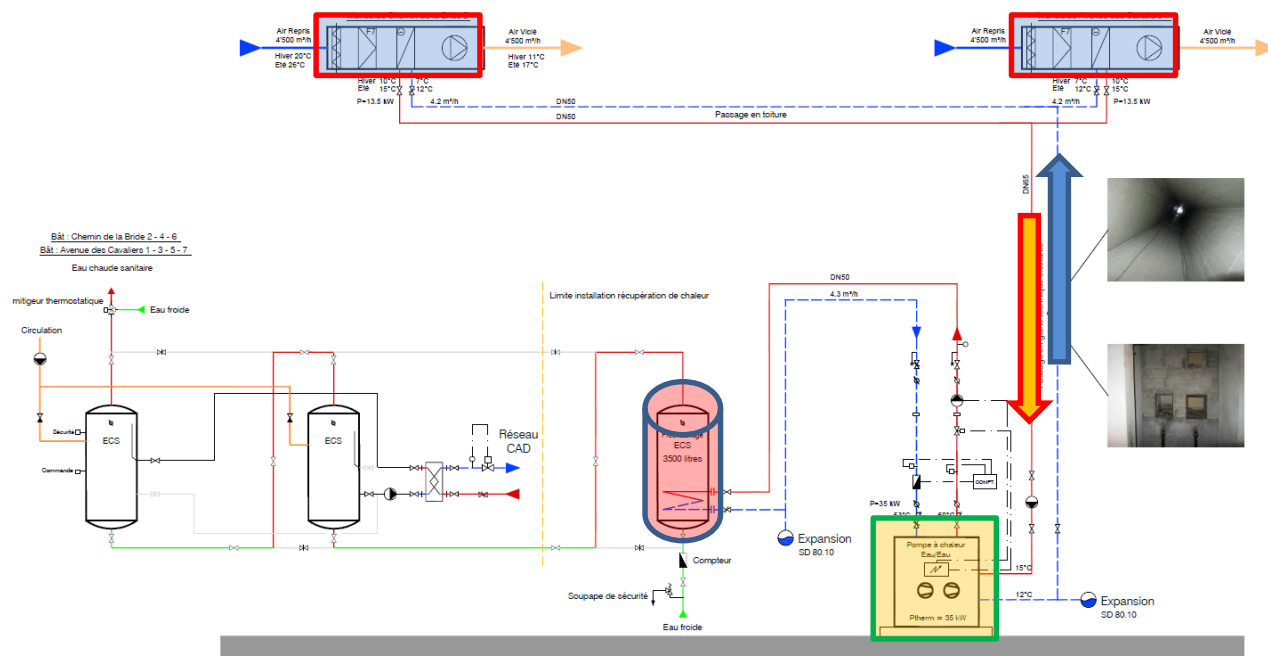 Air Repris
4'500 m³/h
Hiver 20°C
Eté 26°C
F7
Air Vicié
4'500 m³/h
Hiver 11°C
Eté 17°C
Hiver 10°C
Eté 15°C
7°C
12°C
P=13.5 kW
4.2 m³/h
DN50
DN50
Passage en toiture
Air Repris
4'500 m³/h
F7
Air Vicié
4'500 m³/h
Hiver 7°C
Eté 12°C
10°C
15°C
4.2 m³/h
P=13.5 kW
DN65
Bât : Chemin de la Bride 2 - 4 - 6
Bât : Avenue des Cavaliers 1 - 3 - 5 - 7
Eau chaude sanitaire
mitigeur thermostatique
Eau froide
Circulation
Limite installation récupération de chaleur
DN50
4.3 m³/h
Sécurité
ECS
Commande
ECS
Réseau
CAD
ECS
3500 litres
COMPT.
P=35 kW
53°C
60°C
Compteur
Expansion
SD 80.10
Soupape de sécurité
Eau froide
Pompe à chaleur
Eau/Eau
15°C
12°C
Ptherm = 35 kW
Expansion
SD 80.10